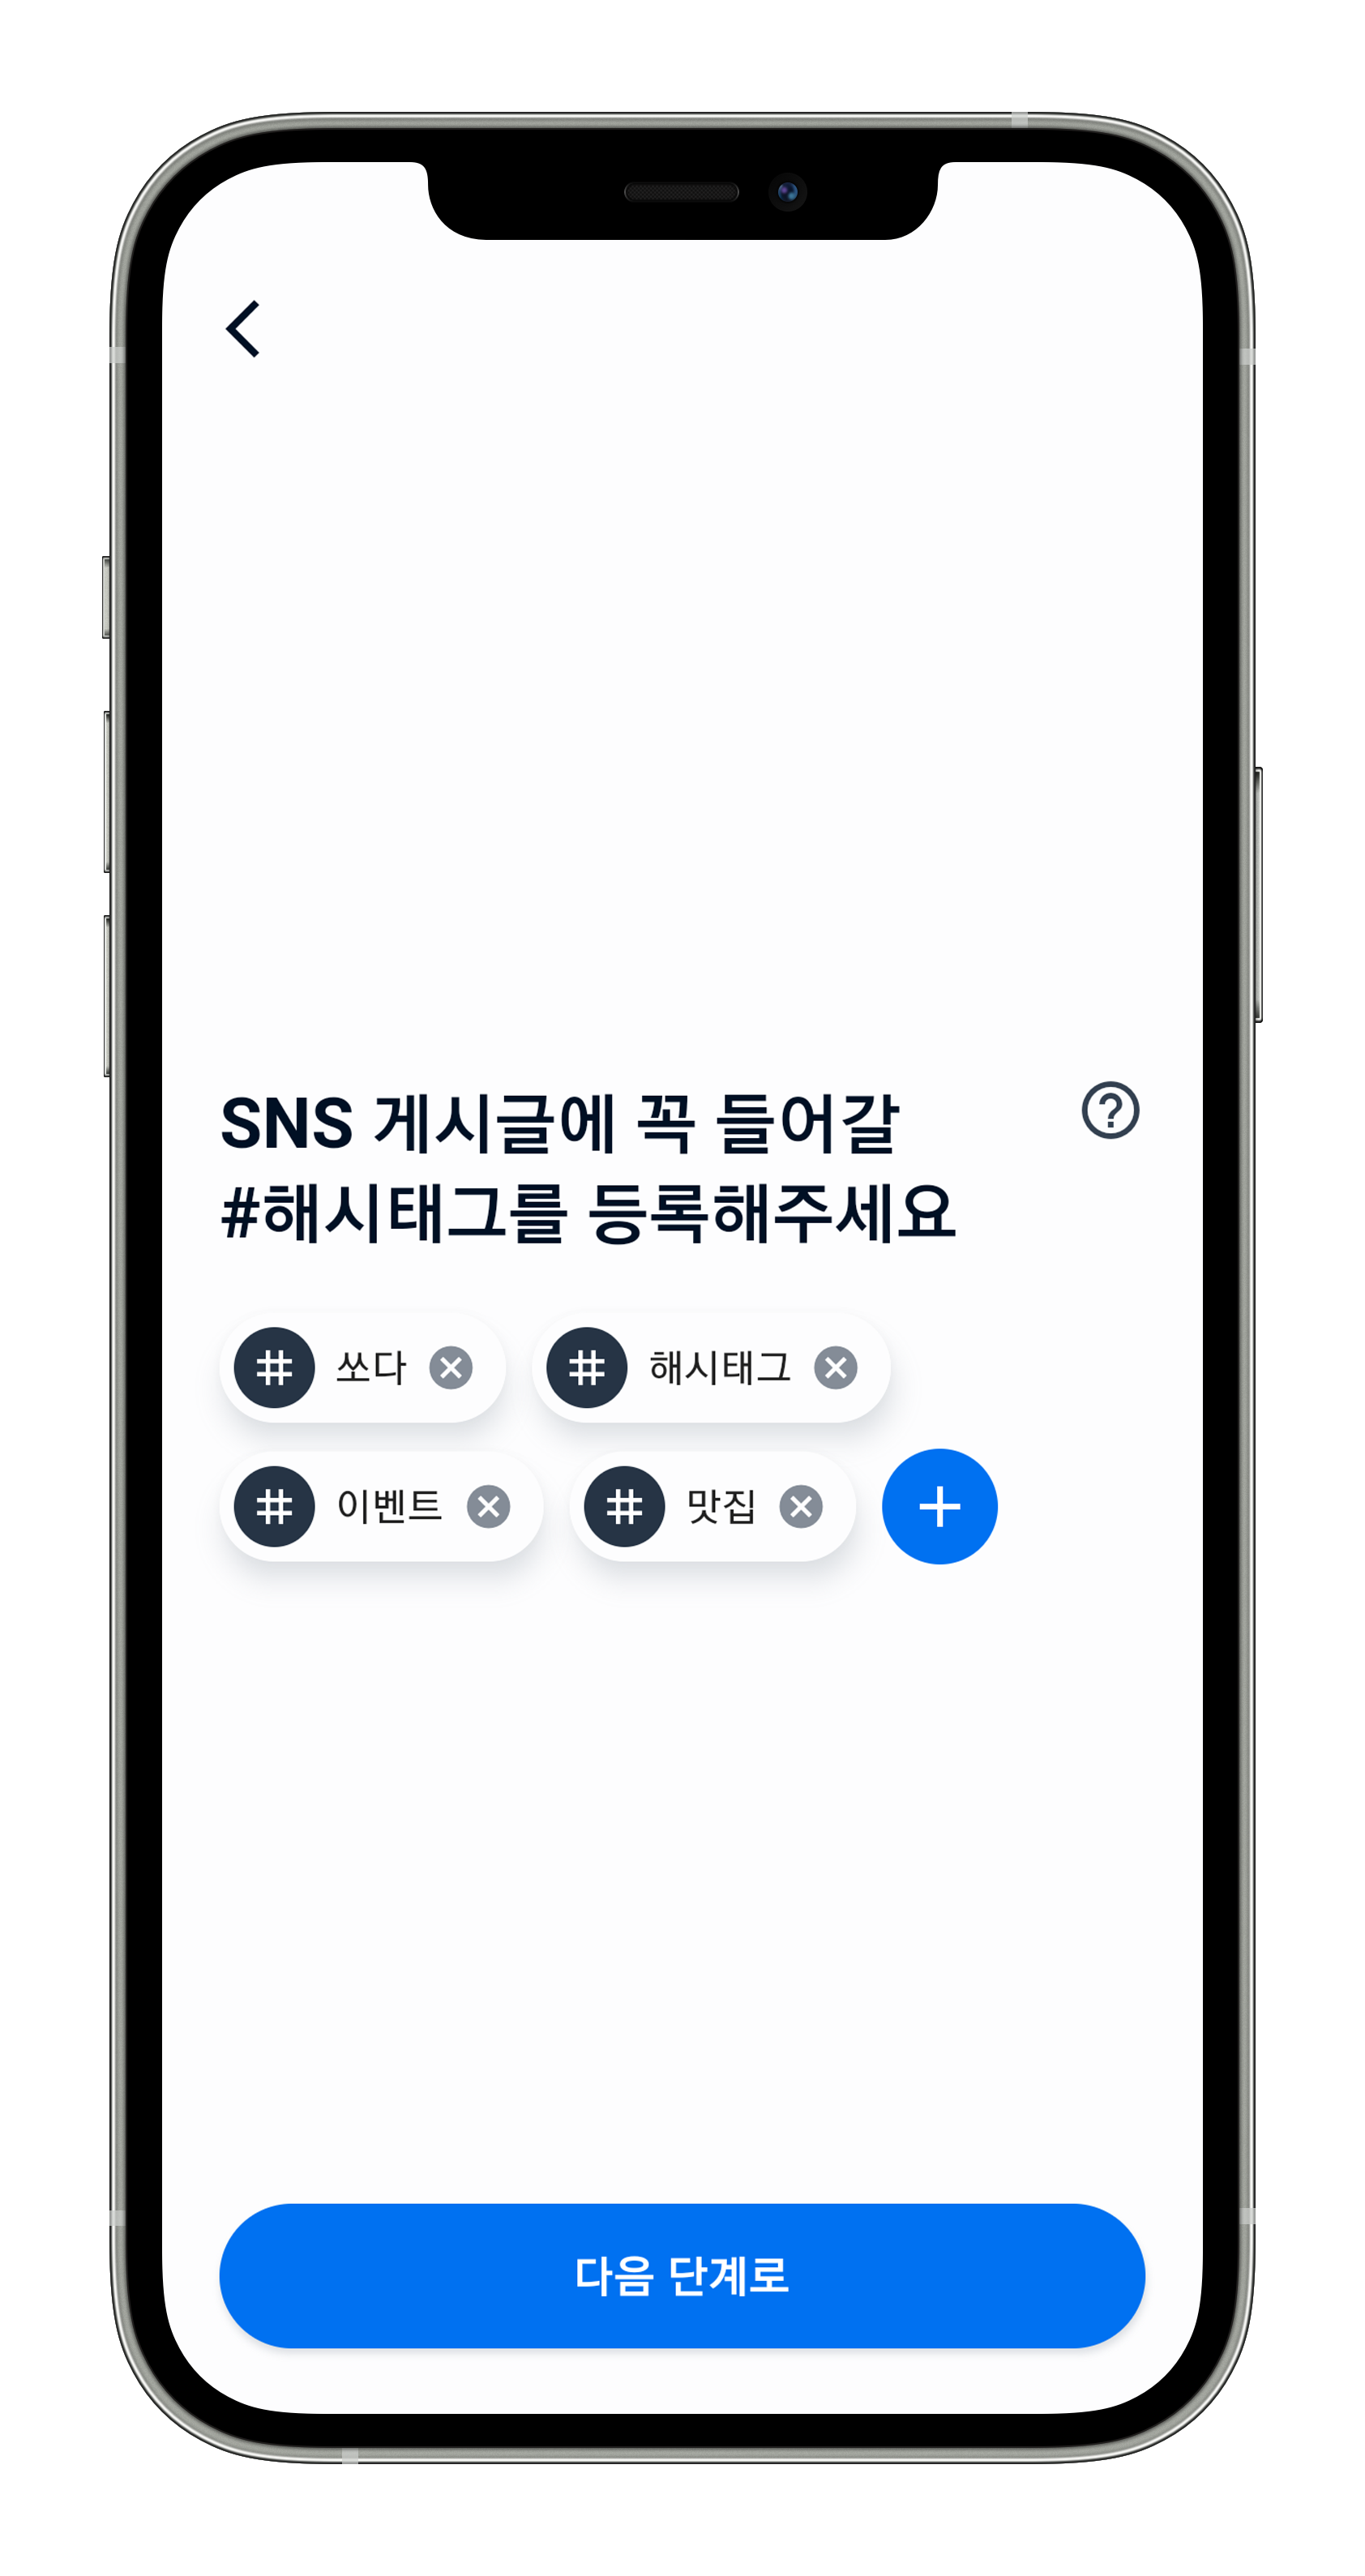 SNS 게시글에 꼭 들어갈
#해시태그를 등록해주세요
# 쏘다
# 해시태그
# 이벤트
# 맛집
다음 단계로